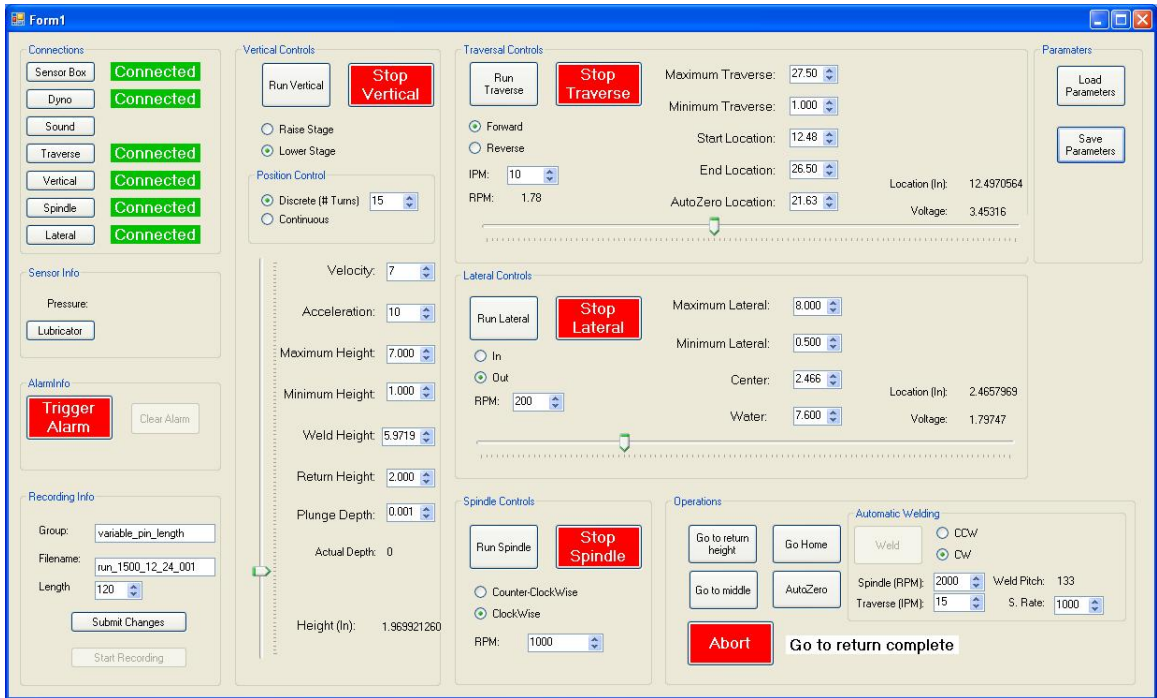 Form1
Connections
Sensor Box Connected
Dyno Connected
Sound
Traverse Connected
Vertical Connected
Spindle Connected
Lateral Connected
Sensor Info
Pressure:
Lubricator
AlarmInfo
Trigger
Alarm
Clear Alarm
Recording Info
Group: variable_pin_length
Filename: run_1500_12_24_001
Length 120
Submit Changes
Start Recording
Vertical Controls
Run Vertical
Stop
Vertical
Raise Stage
Lower Stage
Position Control
Discrete (# Turns) 15
Continuous
Velocity: 7
Acceleration: 10
Maximum Height: 7.000
Minimum Height: 1.000
Weld Height: 5.9719
Return Height: 2.000
Plunge Depth: 0.001
Actual Depth: 0
Height (In): 1.969921260
Traversal Controls
Run
Traverse
Stop
Traverse
Forward
Reverse
IPM: 10
RPM: 1.78
Maximum Traverse: 27.50
Minimum Traverse: 1.000
Start Location: 12.48
End Location: 26.50
AutoZero Location: 21.63
Location (In): 12.4970564
Voltage: 3.45316
Lateral Controls
Run Lateral
Stop
Lateral
In
Out
RPM: 200
Maximum Lateral: 8.000
Minimum Lateral: 0.500
Center: 2.466
Water: 7.600
Location (In): 2.4657969
Voltage: 1.79747
Spindle Controls
Run Spindle
Stop
Spindle
Counter-ClockWise
ClockWise
RPM: 1000
Operations
Go to return
height
Go Home
Go to middle
AutoZero
Abort
Go to return complete
Automatic Welding
Weld
CCW
CW
Spindle (RPM): 2000 Weld Pitch: 133
Traverse (IPM): 15 S. Rate: 1000
Paramaters
Load
Parameters
Save
Parameters